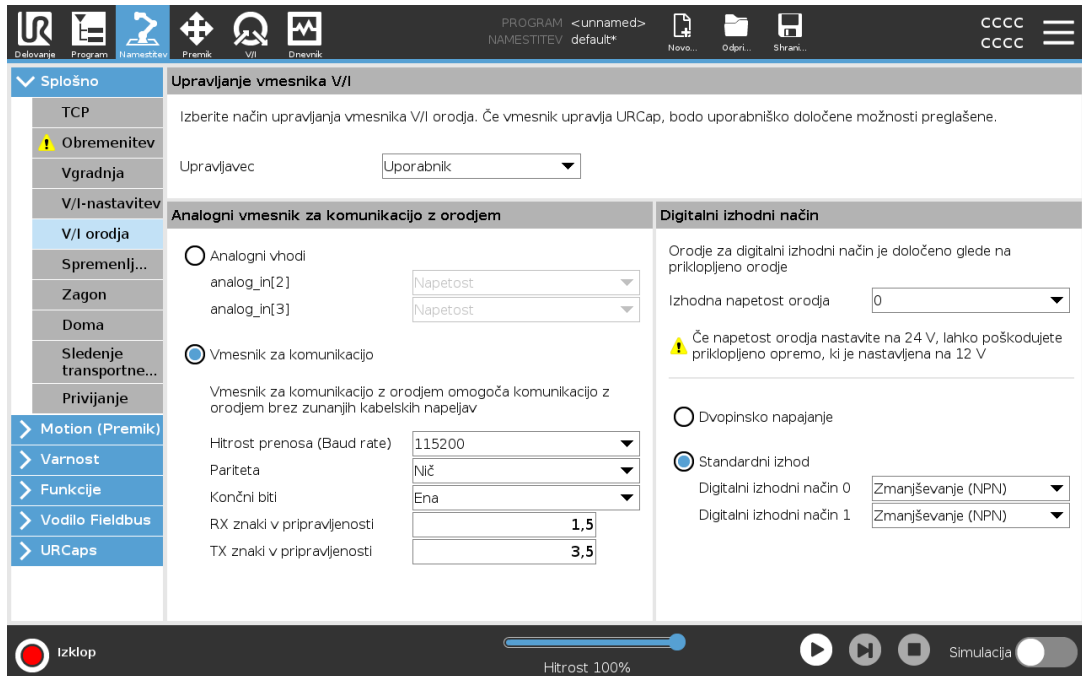 PROGRAM <unnamed>
NAMESTITEV default*
CCCC
CCCC
Delovanje Program Namestitev Premik V/I Dnevnik Novo... Odpri... Shrani...
Splošno
TCP
Obremenitev
Vgradnja
V/I-nastavitev
V/I orodja
Spremenlj...
Zagon
Doma
Sledenje
transportne...
Privijanje
Motion (Premik)
Varnost
Funkcije
Vodilo Fieldbus
URCaps
Upravljanje vmesnika V/I
Izberite način upravljanja vmesnika V/I orodja. Če vmesnik upravlja URCap, bodo uporabniško določene možnosti preglašene.
Upravljavec Uporabnik
Analogni vmesnik za komunikacijo z orodjem
Analogni vhodi
analog_in[2] Napetost
analog_in[3] Napetost
Vmesnik za komunikacijo
Vmesnik za komunikacijo z orodjem omogoča komunikacijo z
orodjem brez zunanjih kabelskih napeljav
Hitrost prenosa (Baud rate) 115200
Pariteta Nič
Končni biti Ena
RX znaki v pripravljenosti 1,5
TX znaki v pripravljenosti 3,5
Digitalni izhodni način
Orodje za digitalni izhodni način je določeno glede na
priklopljeno orodje
Izhodna napetost orodja 0
Če napetost orodja nastavite na 24 V, lahko poškodujete
priklopljeno opremo, ki je nastavljena na 12 V
Dvopinsko napajanje
Standardni izhod
Digitalni izhodni način 0 Zmanjševanje (NPN)
Digitalni izhodni način 1 Zmanjševanje (NPN)
Izklop
Hitrost 100%
Simulacija